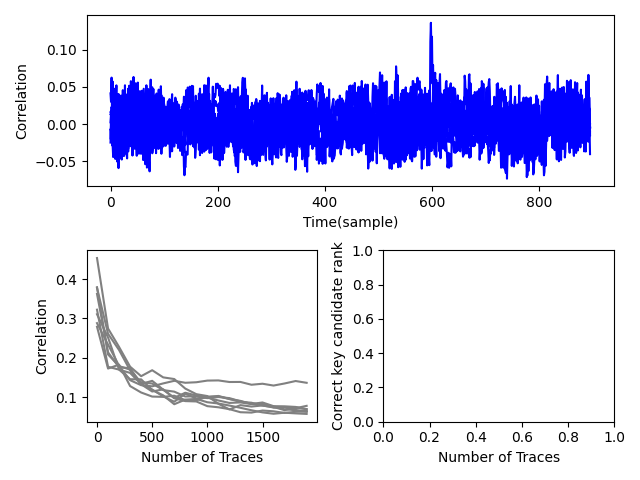 Correlation
0.10
0.05
0.00
−0.05
0 200 400 600 800
Time(sample)
Correlation
0.4
0.3
0.2
0.1
0 500 1000 1500
Number of Traces
Correct key candidate rank
1.0
0.8
0.6
0.4
0.2
0.0
0.0 0.2 0.4 0.6 0.8 1.0
Number of Traces